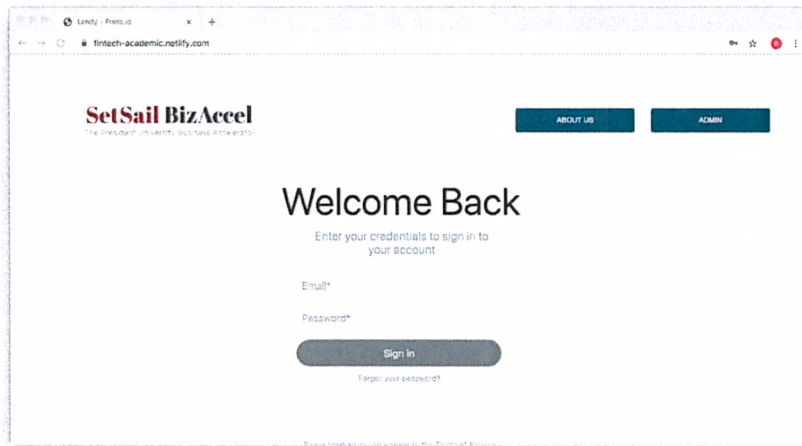 Lendy - Proto.io
fintech-academic.netlify.com
SetSail BizAccel
The President University Business Accelerator
ABOUT US
ADMIN
Welcome Back
Enter your credentials to sign in to
your account
Email*
Password*
Sign in
Forgot your password?